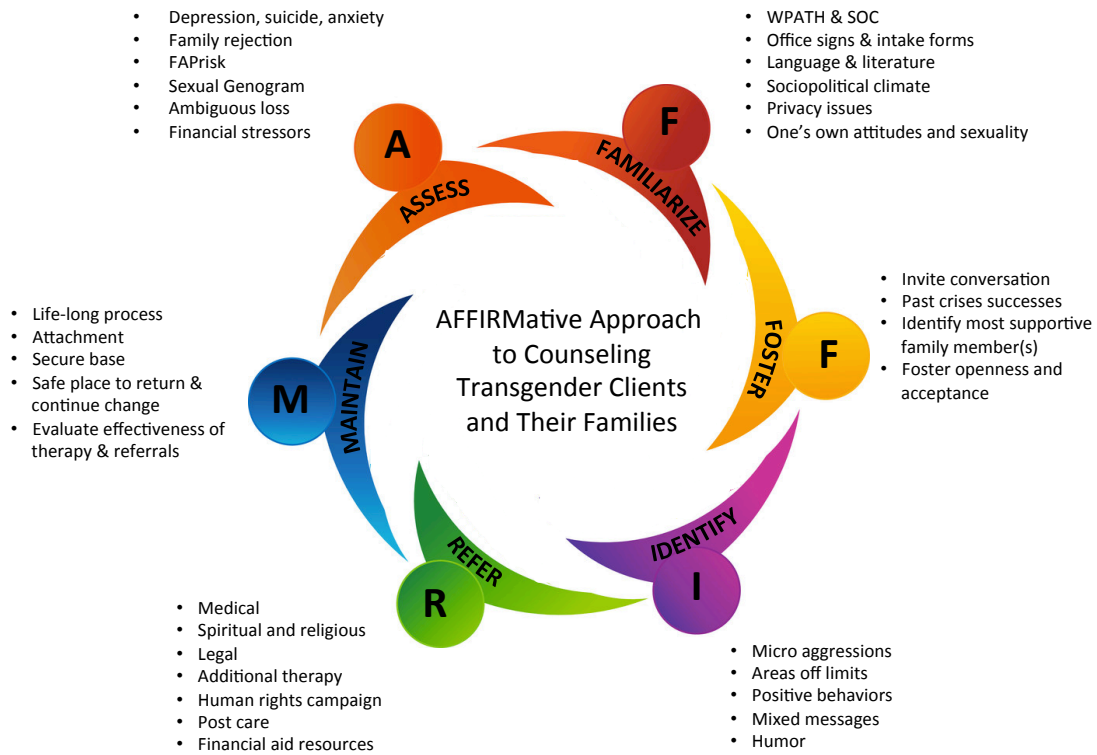 • Depression, suicide, anxiety
• Family rejection
• FAPrisk
• Sexual Genogram
• Ambiguous loss
• Financial stressors
A
ASSESS
• WPATH & SOC
• Office signs & intake forms
• Language & literature
• Sociopolitical climate
• Privacy issues
• One's own attitudes and sexuality
F
FAMILIARIZE
• Invite conversation
• Past crises successes
• Identify most supportive
family member(s)
• Foster openness and
acceptance
F
FOSTER
AFFIRMative Approach
to Counseling
Transgender Clients
and Their Families
• Life-long process
• Attachment
• Secure base
• Safe place to return &
continue change
• Evaluate effectiveness of
therapy & referrals
M
MAINTAIN
IDENTIFY
I
• Micro aggressions
• Areas off limits
• Positive behaviors
• Mixed messages
• Humor
REFER
R
• Medical
• Spiritual and religious
• Legal
• Additional therapy
• Human rights campaign
• Post care
• Financial aid resources